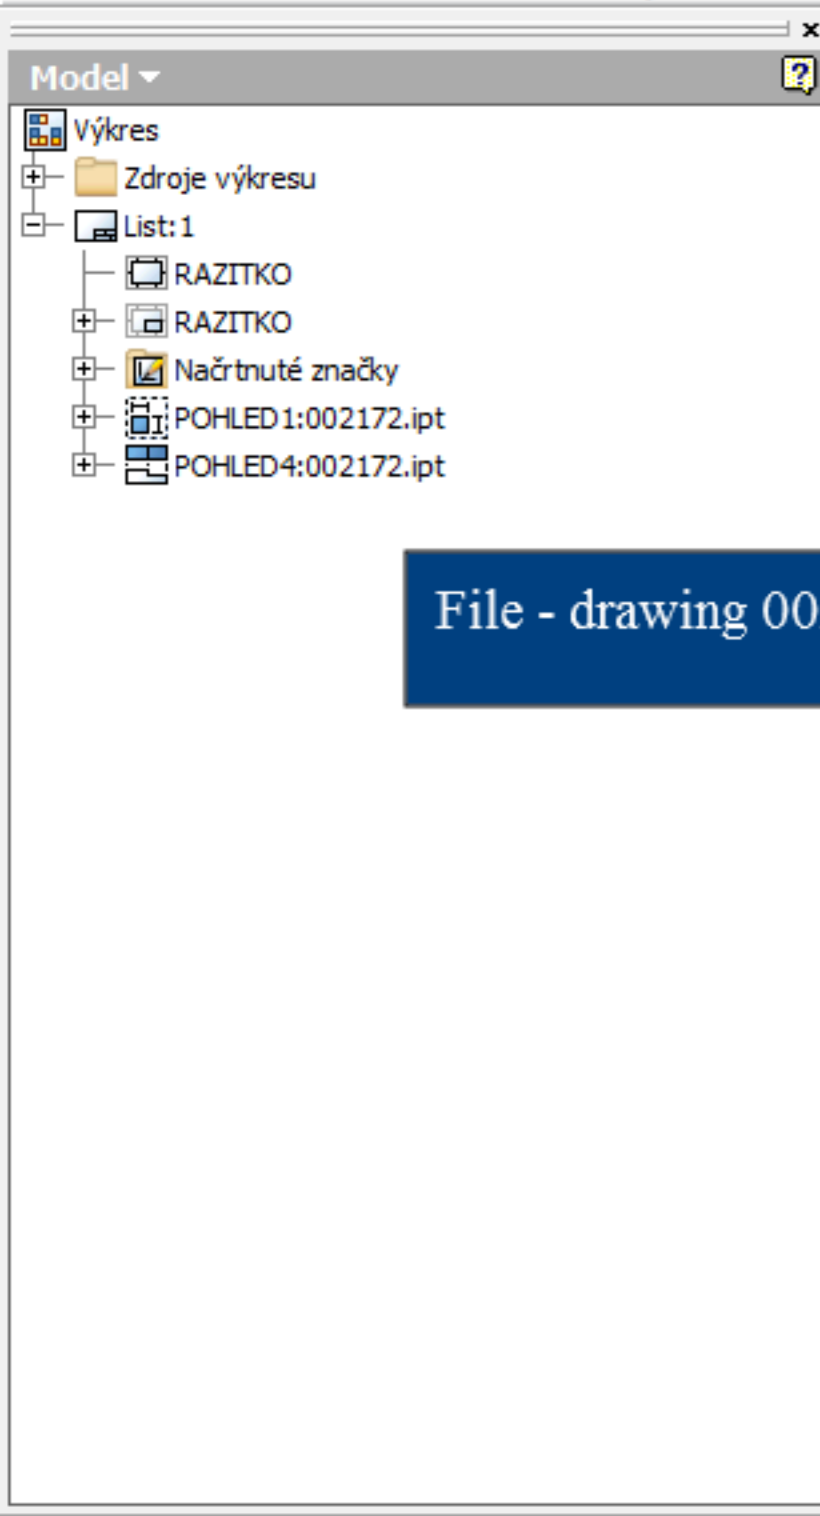 Model
Výkres
Zdroje výkresu
List:1
RAZITKO
RAZITKO
Načrtnuté značky
POHLED1:002172.ipt
POHLED4:002172.ipt
File - drawing 00